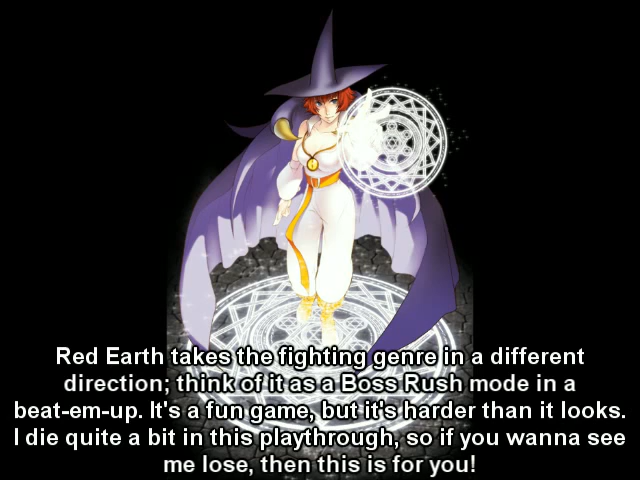 Red Earth takes the fighting genre in a different
direction; think of it as a Boss Rush mode in a
beat-em-up. It's a fun game, but it's harder than it looks.
I die quite a bit in this playthrough, so if you wanna see
me lose, then this is for you!